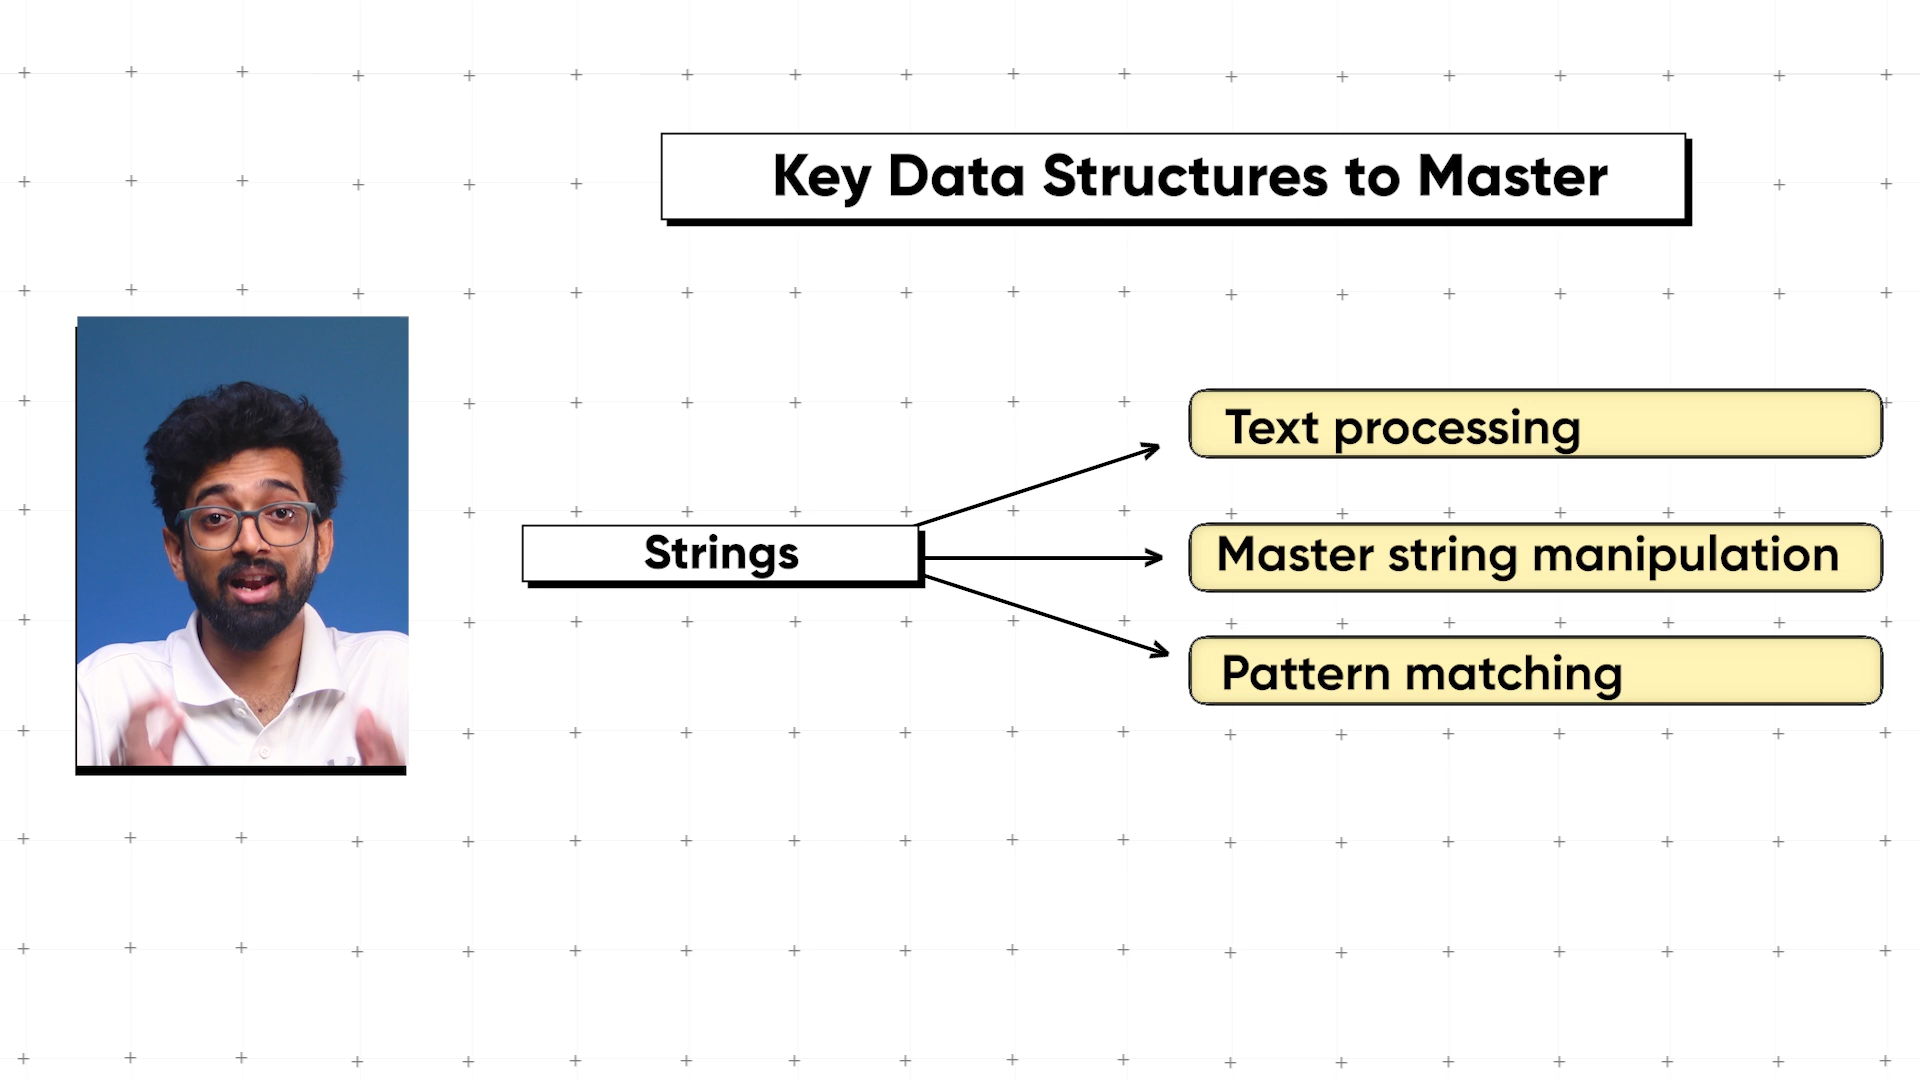 Key Data Structures to Master
Text processing
Strings
Master string manipulation
Pattern matching